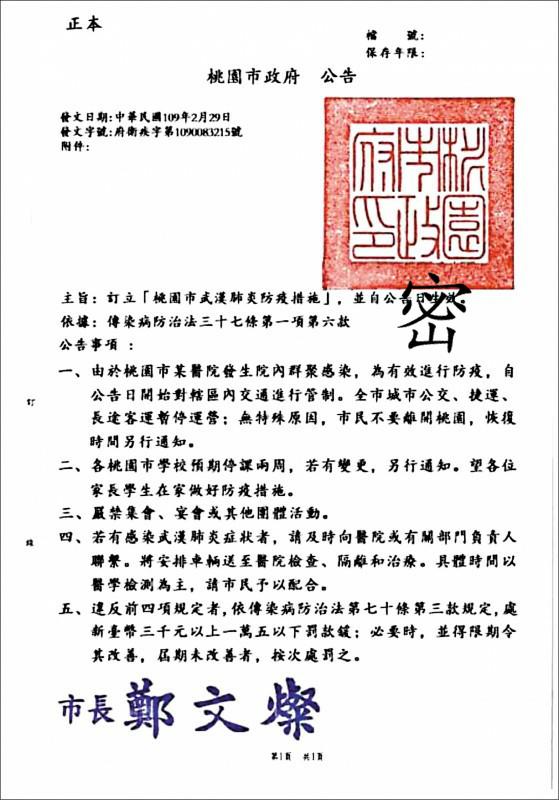 正本
檔　　號：
保存年限：
桃園市政府　公告
發文日期：中華民國109年2月29日
發文字號：府衛疾字第1090083215號
附件：
桃園市政府印
主旨：訂立「桃園市武漢肺炎防疫措施」，並自公告日生效。
密
依據：傳染病防治法三十七條第一項第六款
公告事項 ：
一、由於桃園市某醫院發生院內群聚感染，為有效進行防疫，自
公告日開始對轄區內交通進行管制。全市城市公交、捷運、
長途客運暫停運營；無特殊原因，市民不要離開桃園，恢復
時間另行通知。
二、各桃園市學校預期停課兩周，若有變更，另行通知。望各位
家長學生在家做好防疫措施。
訂
三、嚴禁集會、宴會或其他團體活動。
四、若有感染武漢肺炎症狀者，請及時向醫院或有關部門負責人
聯繫。將安排車輛送至醫院檢查、隔離和治療。具體時間以
醫學檢測為主，請市民予以配合。
線
五、違反前四項規定者，依傳染病防治法第七十條第三款規定，處
新臺幣三千元以上一萬五以下罰款鍰；必要時，並得限期令
其改善，屆期未改善者，按次處罰之。
市長 鄭文燦
第1頁　共1頁